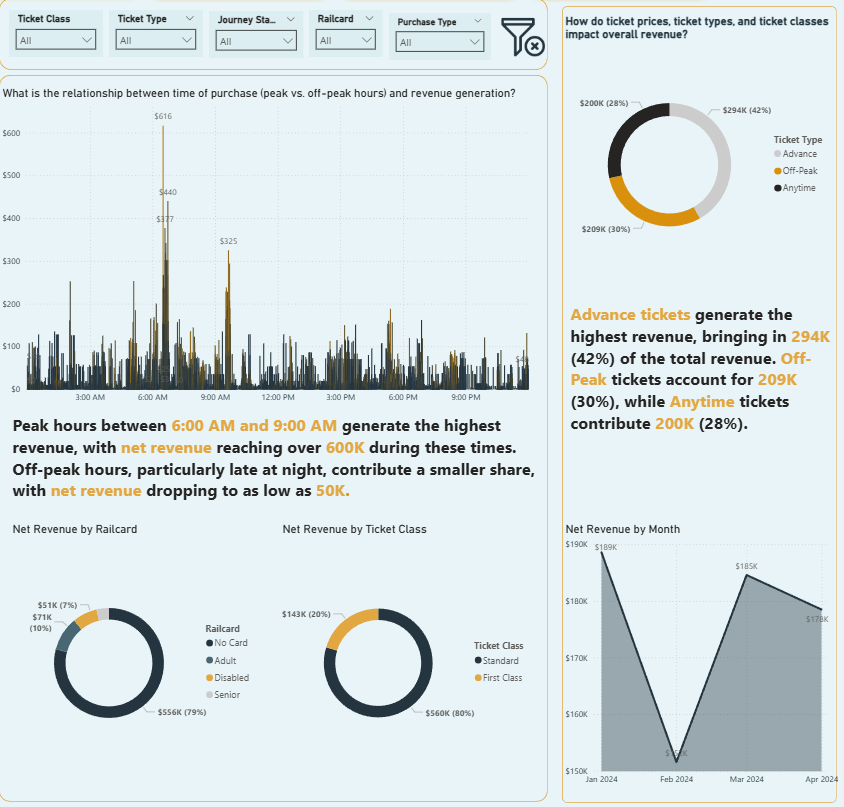 Ticket Class
Ticket Type
Journey Sta...
Railcard
Purchase Type
All
All
All
All
All
What is the relationship between time of purchase (peak vs. off-peak hours) and revenue generation?
$616
$600
$500
$440
$400
$377
$325
$300
$200
$100
$0
3:00 AM
6:00 AM
9:00 AM
12:00 PM
3:00 PM
6:00 PM
9:00 PM
Peak hours between 6:00 AM and 9:00 AM generate the highest
revenue, with net revenue reaching over 600K during these times.
Off-peak hours, particularly late at night, contribute a smaller share,
with net revenue dropping to as low as 50K.
Net Revenue by Railcard
$51K (7%)
$71K
(10%)
$556K (79%)
Railcard
No Card
Adult
Disabled
Senior
Net Revenue by Ticket Class
$143K (20%)
$560K (80%)
Ticket Class
Standard
First Class
How do ticket prices, ticket types, and ticket classes
impact overall revenue?
$200K (28%)
$294K (42%)
$209K (30%)
Ticket Type
Advance
Off-Peak
Anytime
Advance tickets generate the
highest revenue, bringing in 294K
(42%) of the total revenue. Off-
Peak tickets account for 209K
(30%), while Anytime tickets
contribute 200K (28%).
Net Revenue by Month
$190K
$189K
$185K
$180K
$178K
$170K
$160K
$150K
Jan 2024
Feb 2024
Mar 2024
Apr 2024